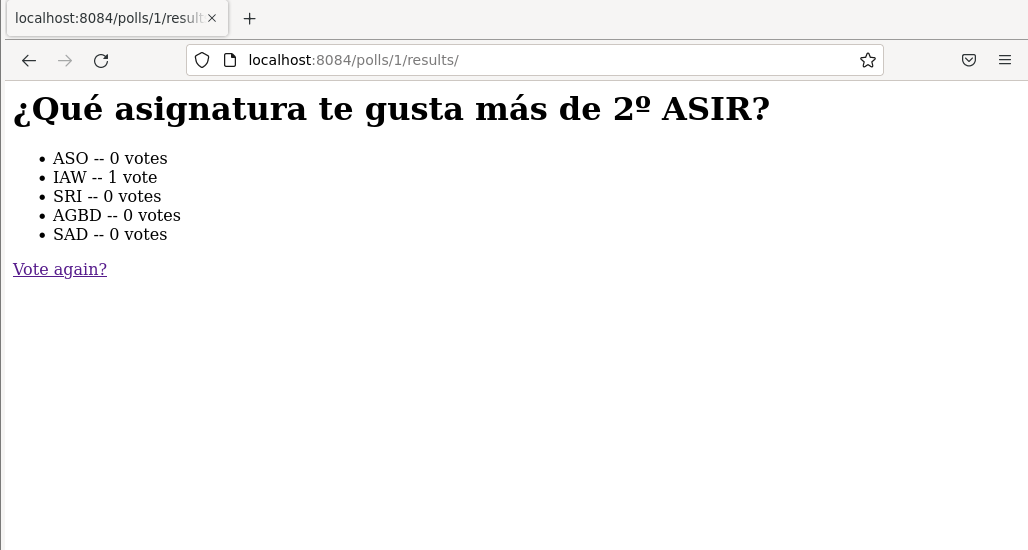 localhost:8084/polls/1/result
localhost:8084/polls/1/results/
¿Qué asignatura te gusta más de 2º ASIR?
ASO -- 0 votes
IAW -- 1 vote
SRI -- 0 votes
AGBD -- 0 votes
SAD -- 0 votes
Vote again?